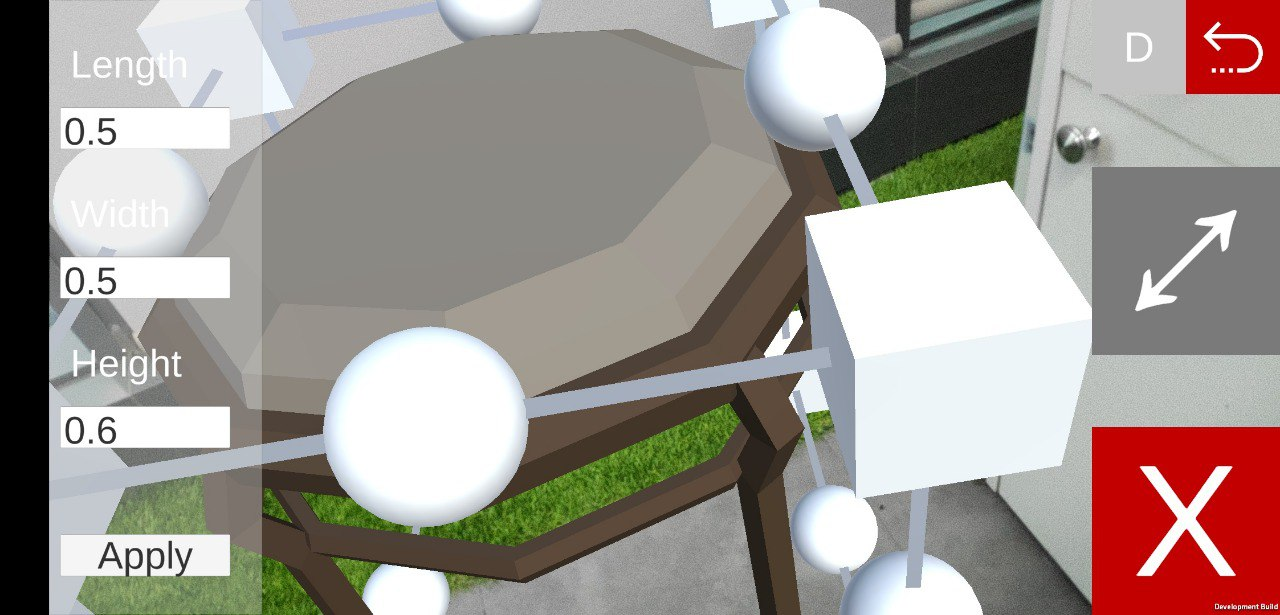 Length
0.5
Width
0.5
Height
0.6
Apply
D
X
Development Build